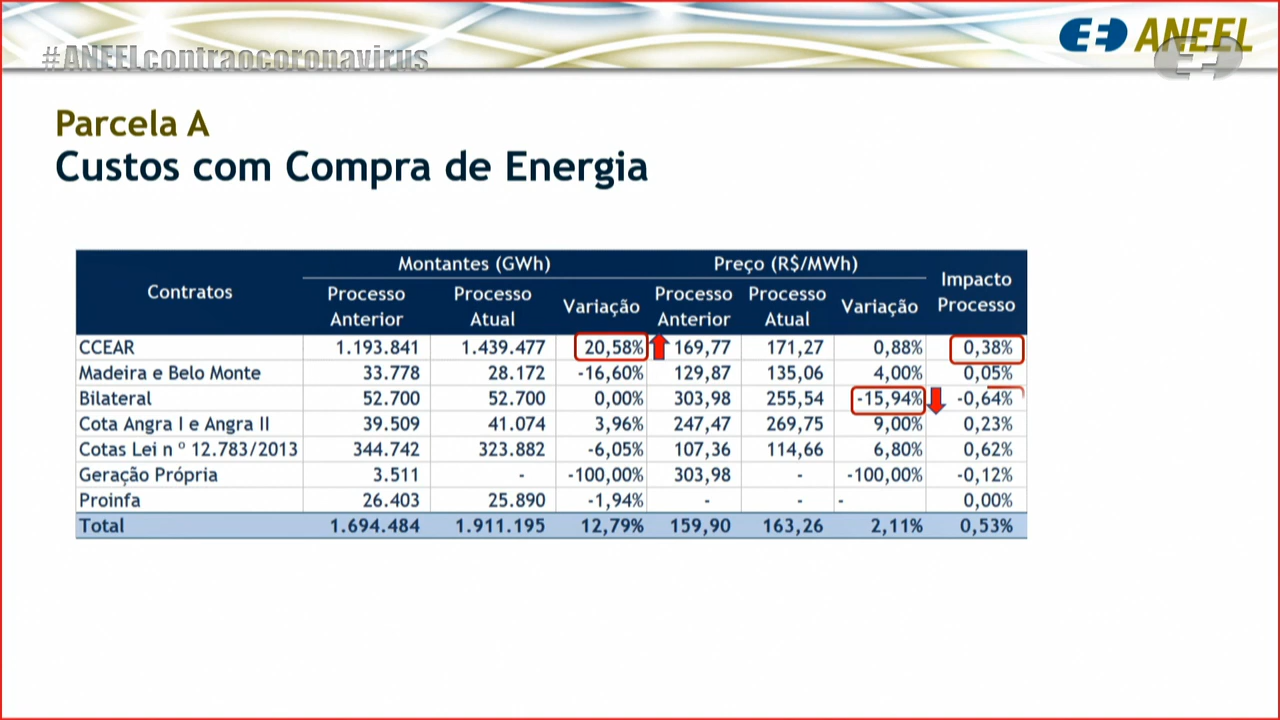 #ANEELcontraocoronavirus
ANEEL
Parcela A
Custos com Compra de Energia
Contratos Montantes (GWh) Preço (R$/MWh) Impacto Processo
Processo Anterior Processo Atual Variação Processo Anterior Processo Atual Variação
CCEAR 1.193.841 1.439.477 20,58% 169,77 171,27 0,88% 0,38%
Madeira e Belo Monte 33.778 28.172 -16,60% 129,87 135,06 4,00% 0,05%
Bilateral 52.700 52.700 0,00% 303,98 255,54 -15,94% -0,64%
Cota Angra I e Angra II 39.509 41.074 3,96% 247,47 269,75 9,00% 0,23%
Cotas Lei n º 12.783/2013 344.742 323.882 -6,05% 107,36 114,66 6,80% 0,62%
Geração Própria 3.511 - -100,00% 303,98 - -100,00% -0,12%
Proinfa 26.403 25.890 -1,94% - - - 0,00%
Total 1.694.484 1.911.195 12,79% 159,90 163,26 2,11% 0,53%